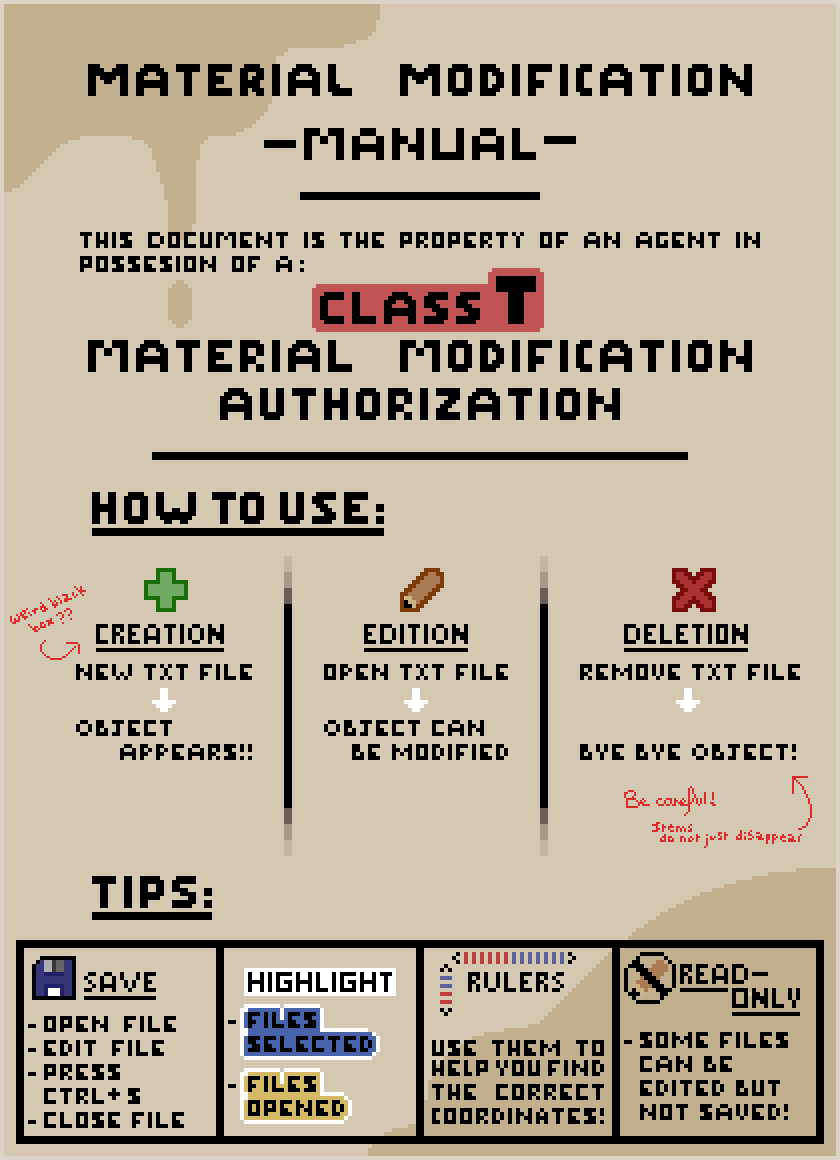 MATERIAL MODIFICATION
-MANUAL-
THIS DOCUMENT IS THE PROPERTY OF AN AGENT IN
POSSESION OF A:
CLASS T
MATERIAL MODIFICATION
AUTHORIZATION
HOW TO USE:
weird black
box ??
CREATION
NEW TXT FILE
OBJECT
APPEARS!!
EDITION
OPEN TXT FILE
OBJECT CAN
BE MODIFIED
DELETION
REMOVE TXT FILE
BYE BYE OBJECT!
Be careful!
Items
do not just disappear
TIPS:
SAVE
-OPEN FILE
-EDIT FILE
-PRESS
CTRL+S
-CLOSE FILE
HIGHLIGHT
-FILES
SELECTED
-FILES
OPENED
RULERS
USE THEM TO
HELP YOU FIND
THE CORRECT
COORDINATES!
READ-
ONLY
-SOME FILES
CAN BE
EDITED BUT
NOT SAVED!